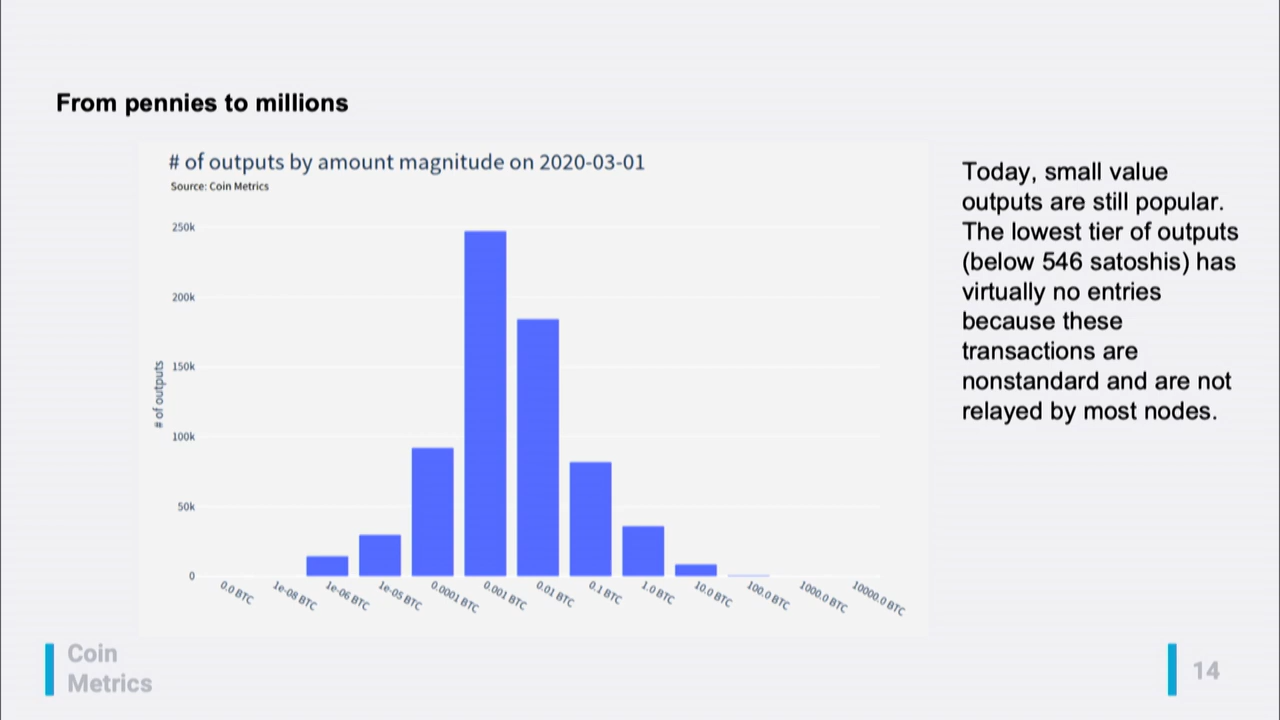 From pennies to millions
# of outputs by amount magnitude on 2020-03-01
Source: Coin Metrics
250k
200k
150k
100k
50k
0
# of outputs
0.0 BTC
1e-08 BTC
1e-06 BTC
1e-05 BTC
0.0001 BTC
0.001 BTC
0.01 BTC
0.1 BTC
1.0 BTC
10.0 BTC
100.0 BTC
1000.0 BTC
10000.0 BTC
Today, small value
outputs are still popular.
The lowest tier of outputs
(below 546 satoshis) has
virtually no entries
because these
transactions are
nonstandard and are not
relayed by most nodes.
Coin
Metrics
14